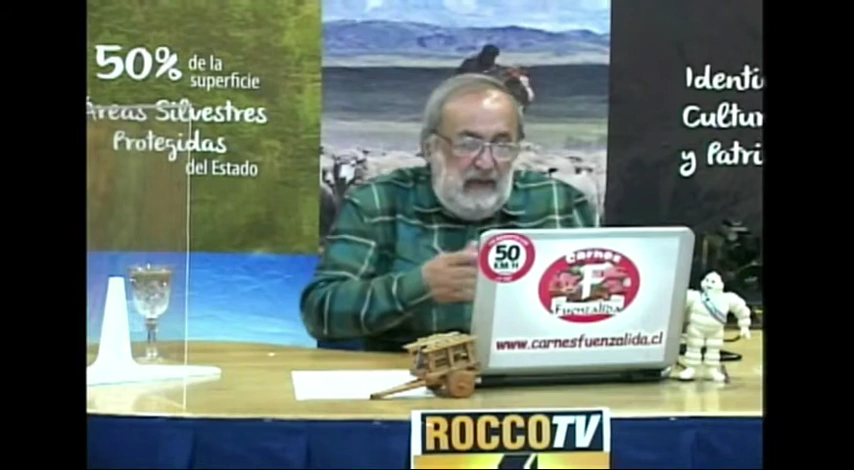 50% de la
superficie
Áreas Silvestres
Protegidas
del Estado
Identi
Cultur
y Patri
50
KM/H
Carnes
F
Fuenzalida
www.carnesfuenzalida.cl
ROCCOTV